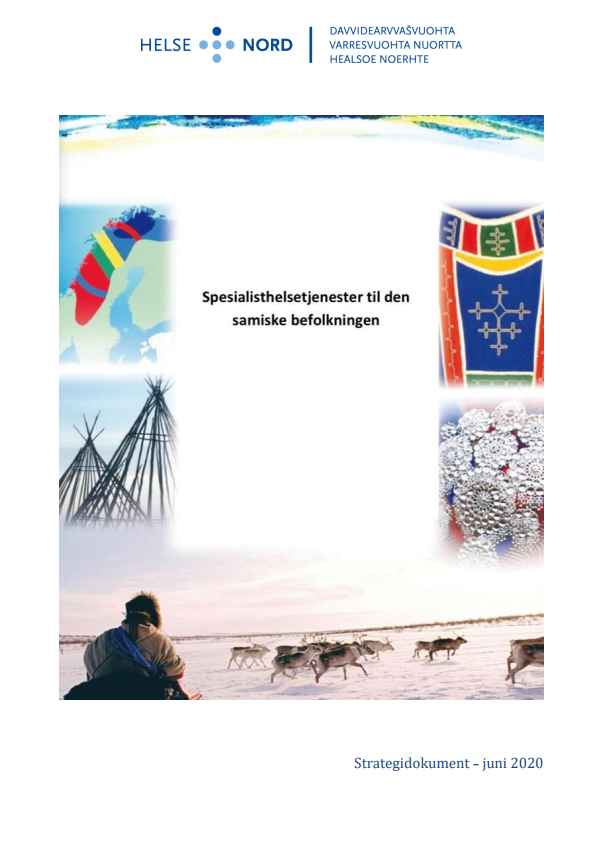 HELSE NORD
DAVVIDEARVVAŠVUOHTA
VARRESVUOHTA NUORTTA
HEALSOE NOERHTE
Spesialisthelsetjenester til den
samiske befolkningen
Strategidokument – juni 2020